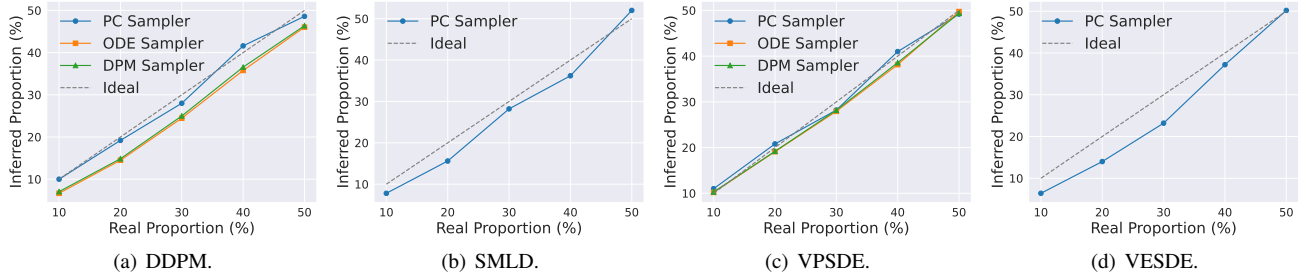 Inferred Proportion (%)
50
40
30
20
10
PC Sampler
ODE Sampler
DPM Sampler
Ideal
10 20 30 40 50
Real Proportion (%)
(a) DDPM.
Inferred Proportion (%)
50
40
30
20
10
PC Sampler
Ideal
10 20 30 40 50
Real Proportion (%)
(b) SMLD.
Inferred Proportion (%)
50
40
30
20
10
PC Sampler
ODE Sampler
DPM Sampler
Ideal
10 20 30 40 50
Real Proportion (%)
(c) VPSDE.
Inferred Proportion (%)
50
40
30
20
10
PC Sampler
Ideal
10 20 30 40 50
Real Proportion (%)
(d) VESDE.